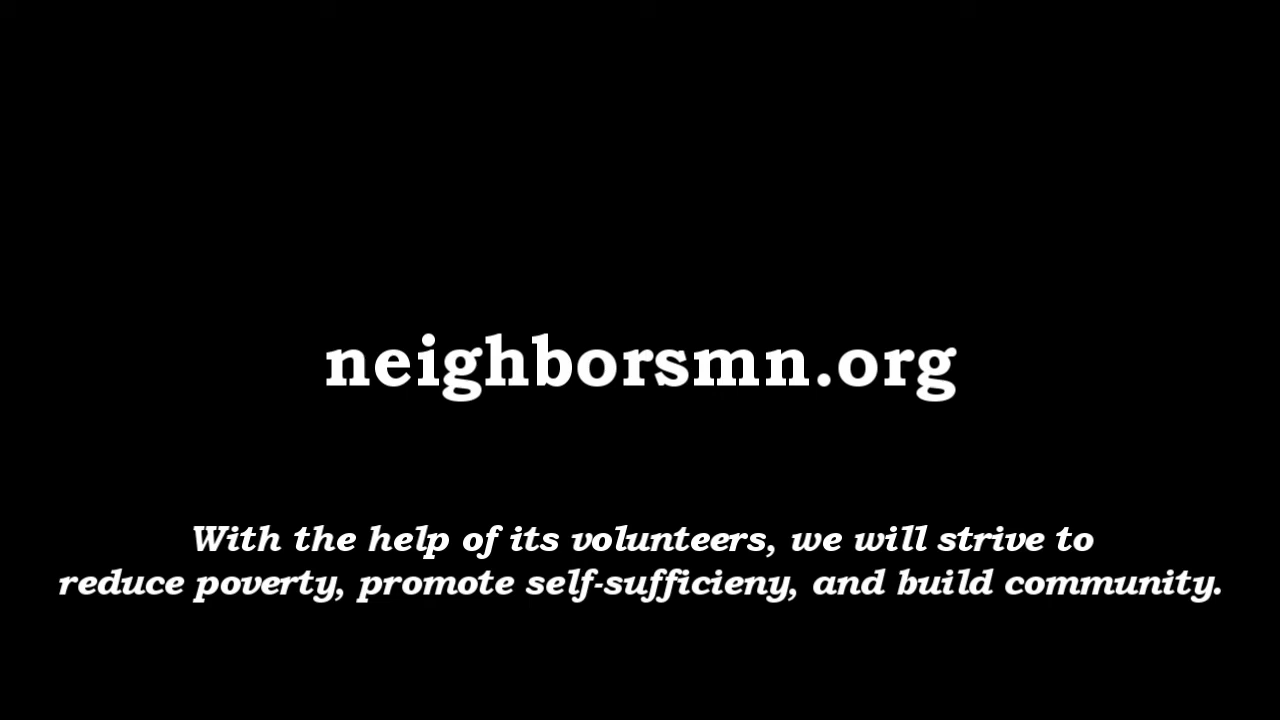 neighborsmn.org
With the help of its volunteers, we will strive to
reduce poverty, promote self-sufficieny, and build community.